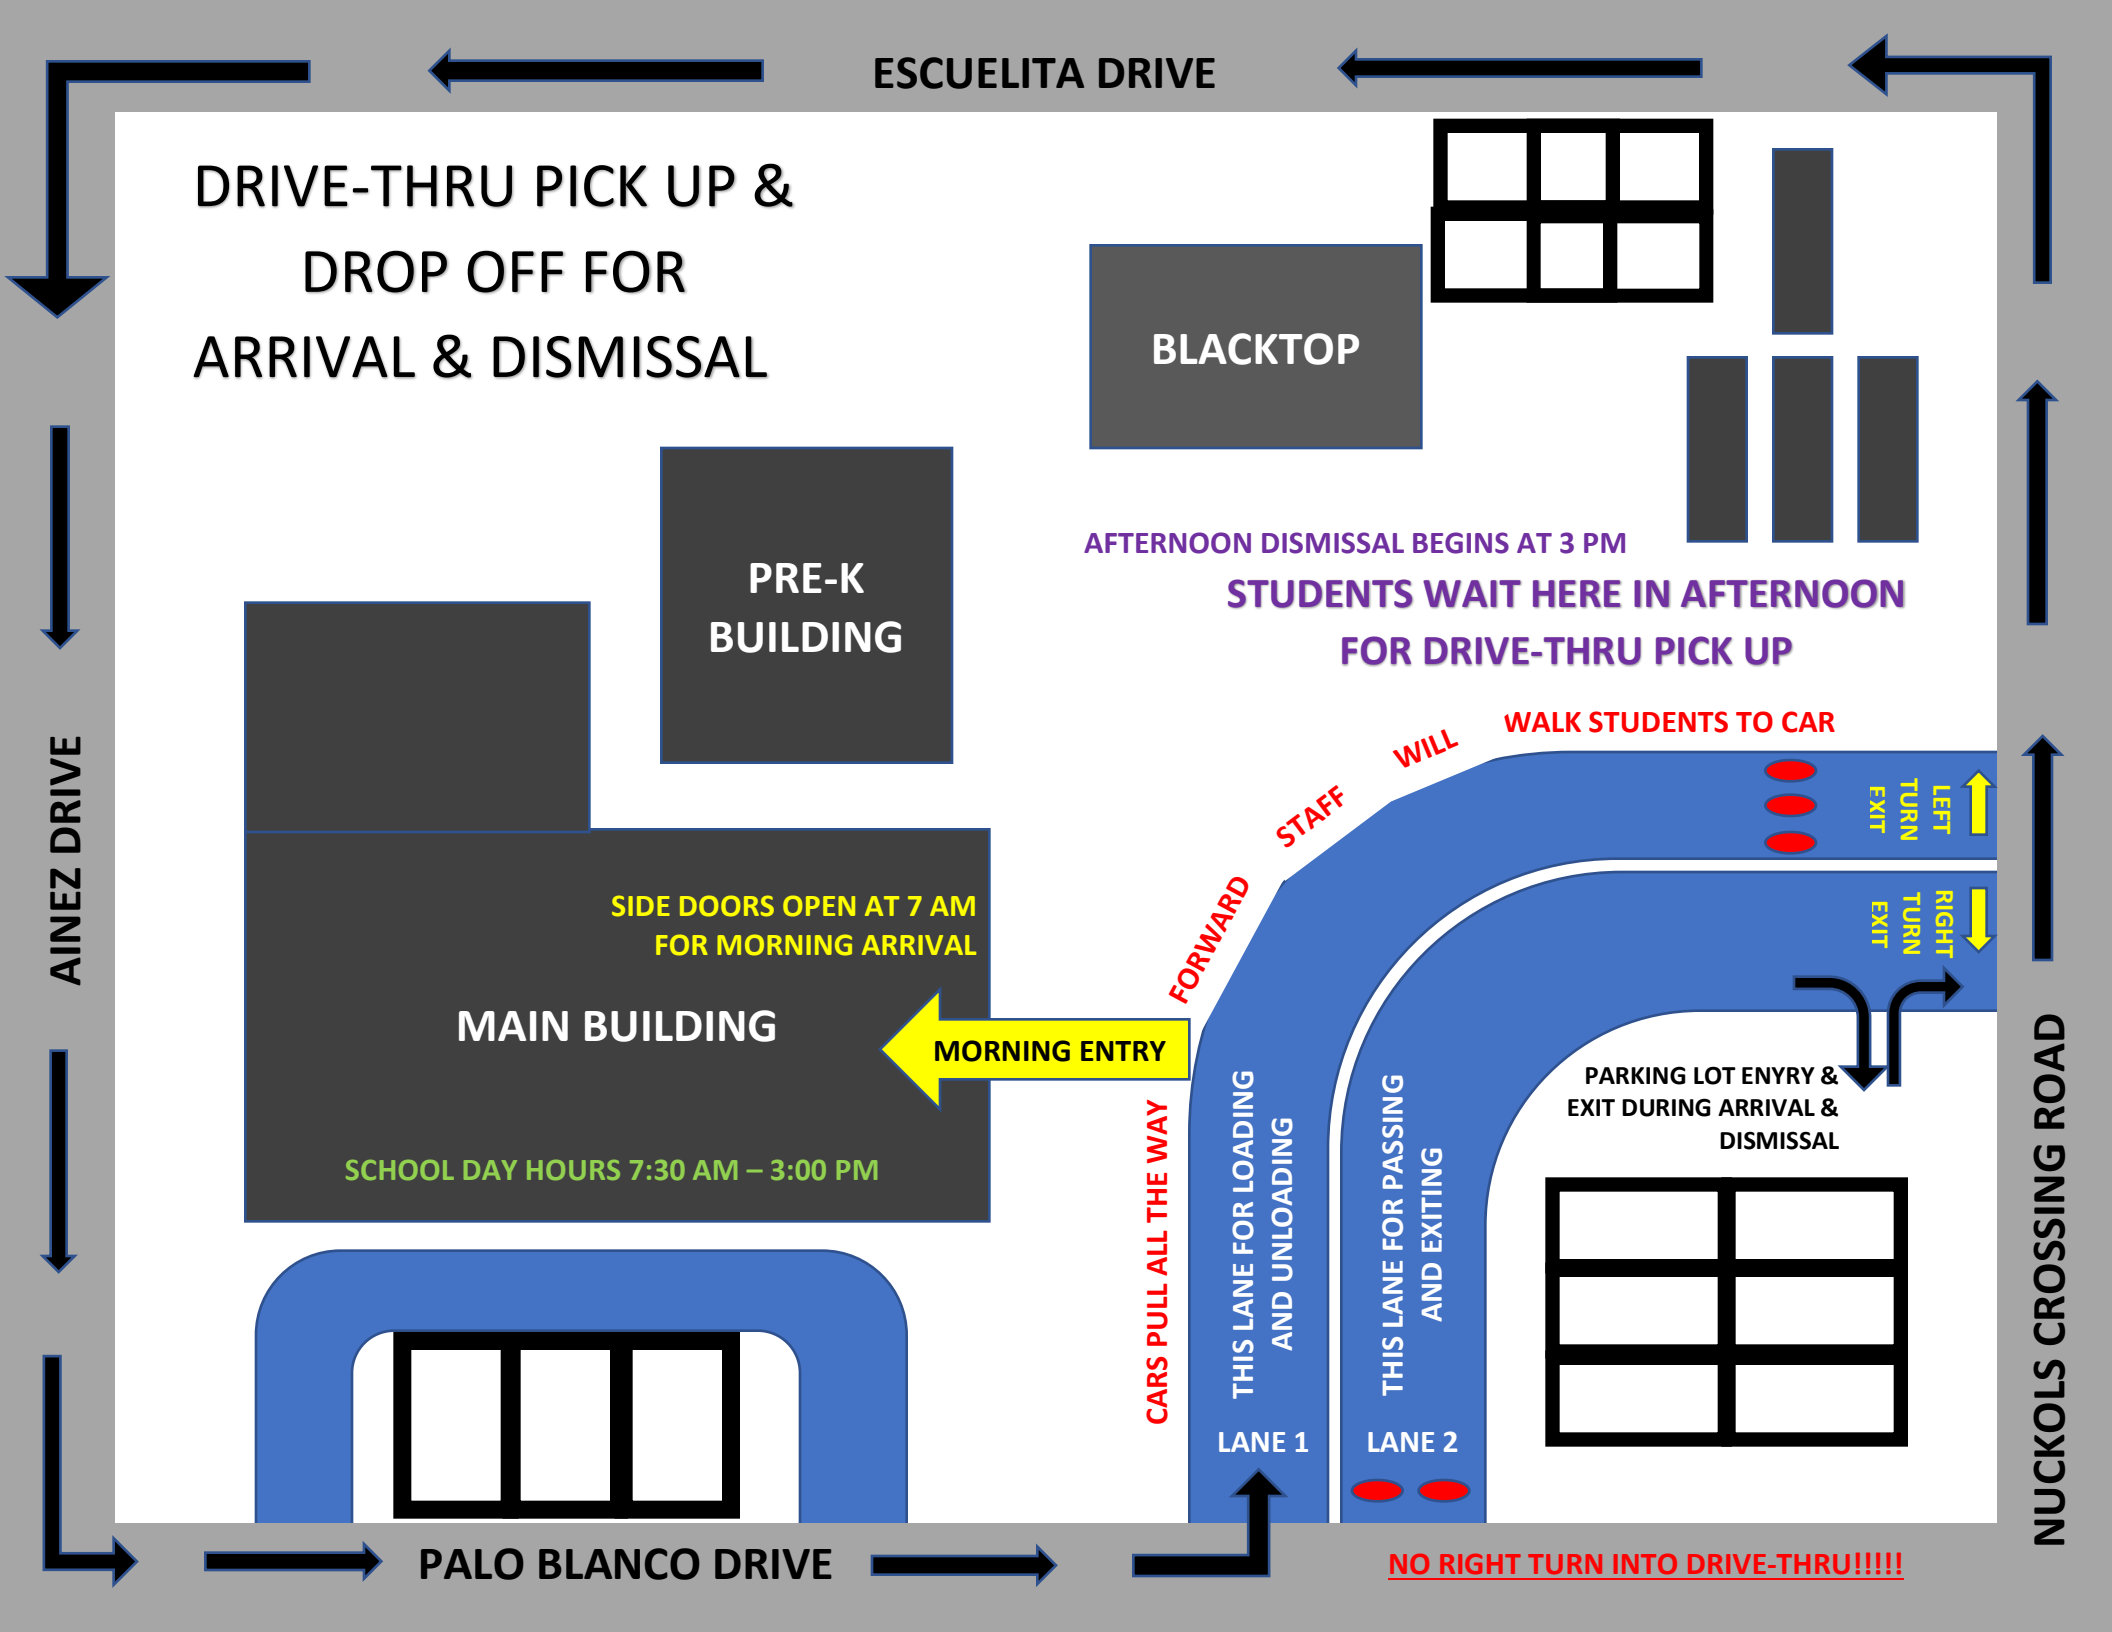 ESCUELITA DRIVE
DRIVE-THRU PICK UP &
DROP OFF FOR
ARRIVAL & DISMISSAL
BLACKTOP
PRE-K
BUILDING
AFTERNOON DISMISSAL BEGINS AT 3 PM
STUDENTS WAIT HERE IN AFTERNOON
FOR DRIVE-THRU PICK UP
AINEZ DRIVE
SIDE DOORS OPEN AT 7 AM
FOR MORNING ARRIVAL
MAIN BUILDING
MORNING ENTRY
SCHOOL DAY HOURS 7:30 AM – 3:00 PM
CARS PULL ALL THE WAY
FORWARD
STAFF
WILL
WALK STUDENTS TO CAR
LEFT
TURN
EXIT
RIGHT
TURN
EXIT
THIS LANE FOR LOADING
AND UNLOADING
LANE 1
THIS LANE FOR PASSING
AND EXITING
LANE 2
PARKING LOT ENYRY &
EXIT DURING ARRIVAL &
DISMISSAL
NUCKOLS CROSSING ROAD
PALO BLANCO DRIVE
NO RIGHT TURN INTO DRIVE-THRU!!!!!